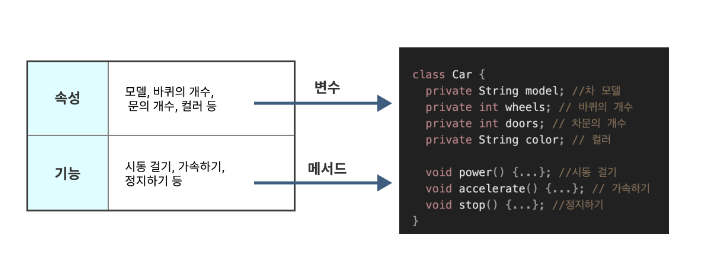 속성
모델, 바퀴의 개수,
문의 개수, 컬러 등
기능
시동 걸기, 가속하기,
정지하기 등
변수
메서드
class Car {
private String model; //차 모델
private int wheels; // 바퀴의 개수
private int doors; // 차문의 개수
private String color; // 컬러
void power() {...}; //시동 걸기
void accelerate() {...}; // 가속하기
void stop() {...}; //정지하기
}